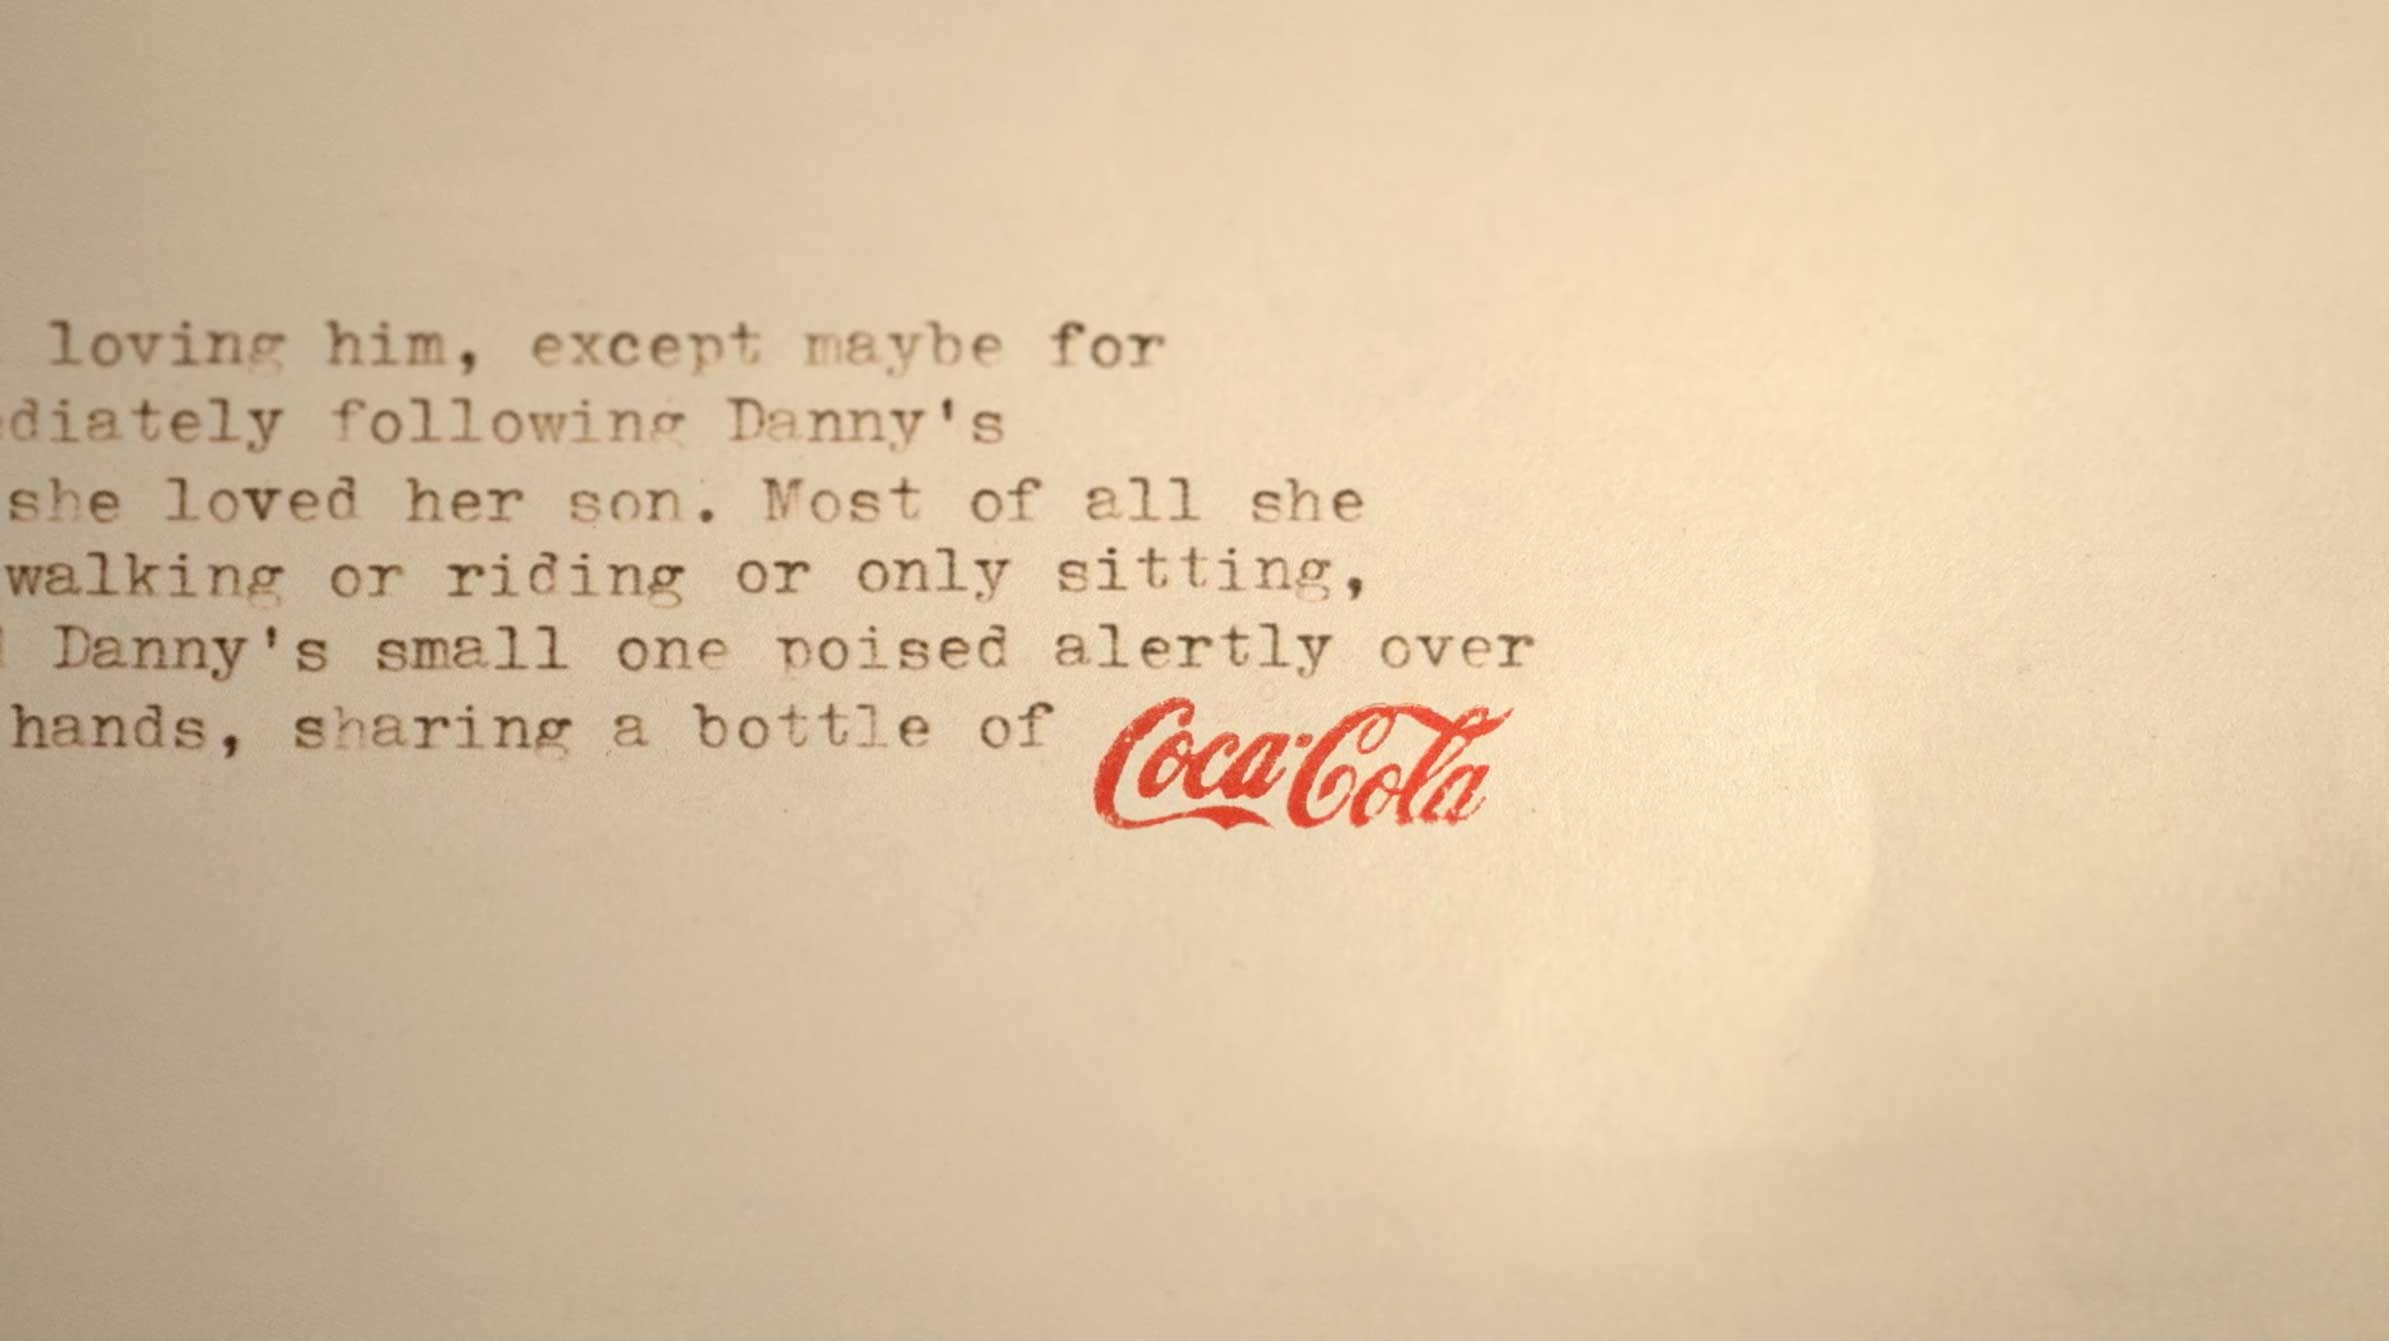 loving him, except maybe for
diately following Danny's
she loved her son. Most of all she
walking or riding or only sitting,
Danny's small one poised alertly over
hands, sharing a bottle of Coca-Cola